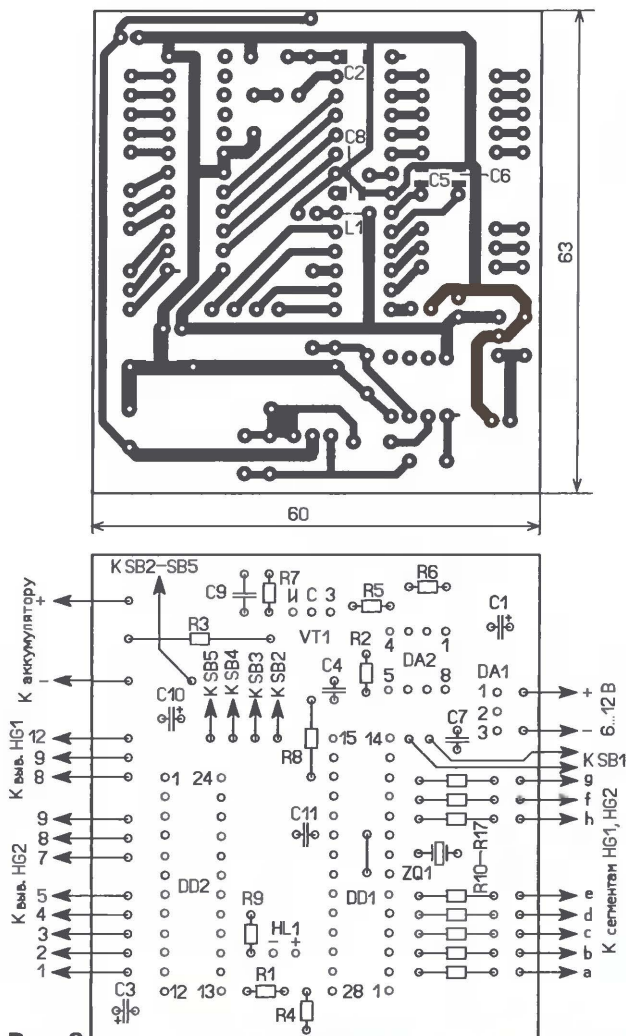 C2
C8
C5
C6
L1
63
60
К SB2–SB5
К аккумулятору
+
–
R3
C9
R7
И С З
VT1
R5
R6
C1
+
R2
4
1
DA2
5
8
DA1
1
2
3
+
–
6...12 В
C10
+
К SB5
К SB4
К SB3
К SB2
C4
C7
К SB1
К выв. HG1
12
9
8
R8
15 14
g
f
h
1 24
К выв. HG2
9
8
7
5
4
3
2
1
C11
ZQ1
R10–R17
DD2
DD1
R9
HL1
– +
e
d
c
b
a
К сегментам HG1, HG2
12 13
R1
28 1
C3
+
R4